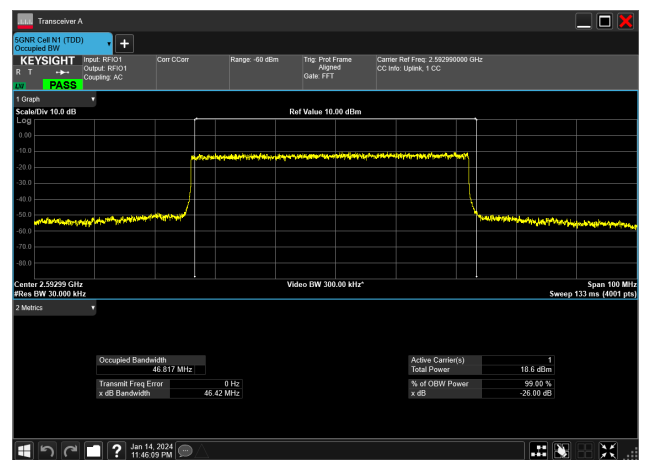 Transceiver A
5GNR Cell N1 (TDD)
Occupied BW
KEYSIGHT
R T
LV PASS
Input: RFIO1
Output: RFIO1
Coupling: AC
Corr CCorr
Range: -60 dBm
Trig: Prot Frame
Aligned
Gate: FFT
Carrier Ref Freq: 2.592990000 GHz
CC Info: Uplink, 1 CC
1 Graph
Scale/Div 10.0 dB
Ref Value 10.00 dBm
Log
0.00
-10.0
-20.0
-30.0
-40.0
-50.0
-60.0
-70.0
-80.0
Center 2.59299 GHz
Video BW 300.00 kHz*
Span 100 MHz
#Res BW 30.000 kHz
Sweep 133 ms (4001 pts)
2 Metrics
Occupied Bandwidth
46.817 MHz
Active Carrier(s) 1
Total Power 18.6 dBm
Transmit Freq Error 0 Hz
x dB Bandwidth 46.42 MHz
% of OBW Power 99.00 %
x dB -26.00 dB
Jan 14, 2024
11:46:09 PM